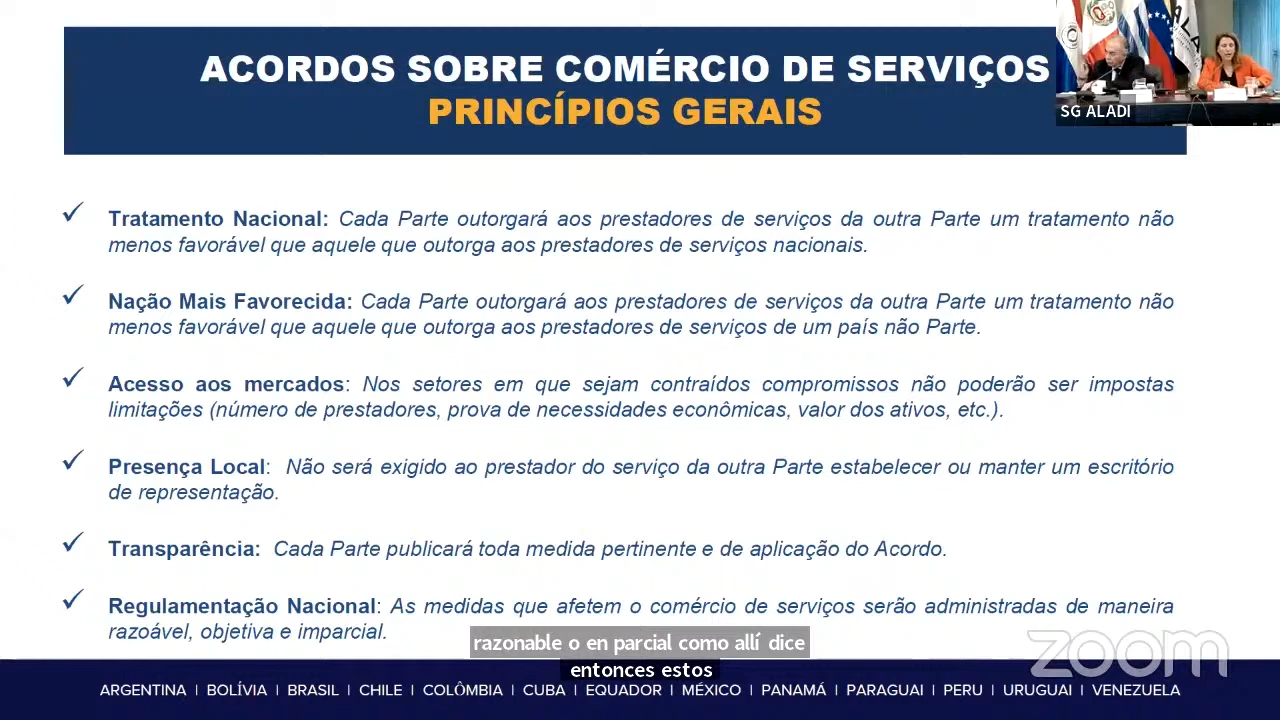 ACORDOS SOBRE COMÉRCIO DE SERVIÇOS
PRINCÍPIOS GERAIS
SG ALADI
Tratamento Nacional: Cada Parte outorgará aos prestadores de serviços da outra Parte um tratamento não
menos favorável que aquele que outorga aos prestadores de serviços nacionais.
Nação Mais Favorecida: Cada Parte outorgará aos prestadores de serviços da outra Parte um tratamento não
menos favorável que aquele que outorga aos prestadores de serviços de um país não Parte.
Acesso aos mercados: Nos setores em que sejam contraídos compromissos não poderão ser impostas
limitações (número de prestadores, prova de necessidades econômicas, valor dos ativos, etc.).
Presença Local: Não será exigido ao prestador do serviço da outra Parte estabelecer ou manter um escritório
de representação.
Transparência: Cada Parte publicará toda medida pertinente e de aplicação do Acordo.
Regulamentação Nacional: As medidas que afetem o comércio de serviços serão administradas de maneira
razoável, objetiva e imparcial.
razonable o en parcial como allí dice
entonces estos
zoom
ARGENTINA | BOLÍVIA | BRASIL | CHILE | COLÔMBIA | CUBA | EQUADOR | MÉXICO | PANAMÁ | PARAGUAI | PERU | URUGUAI | VENEZUELA